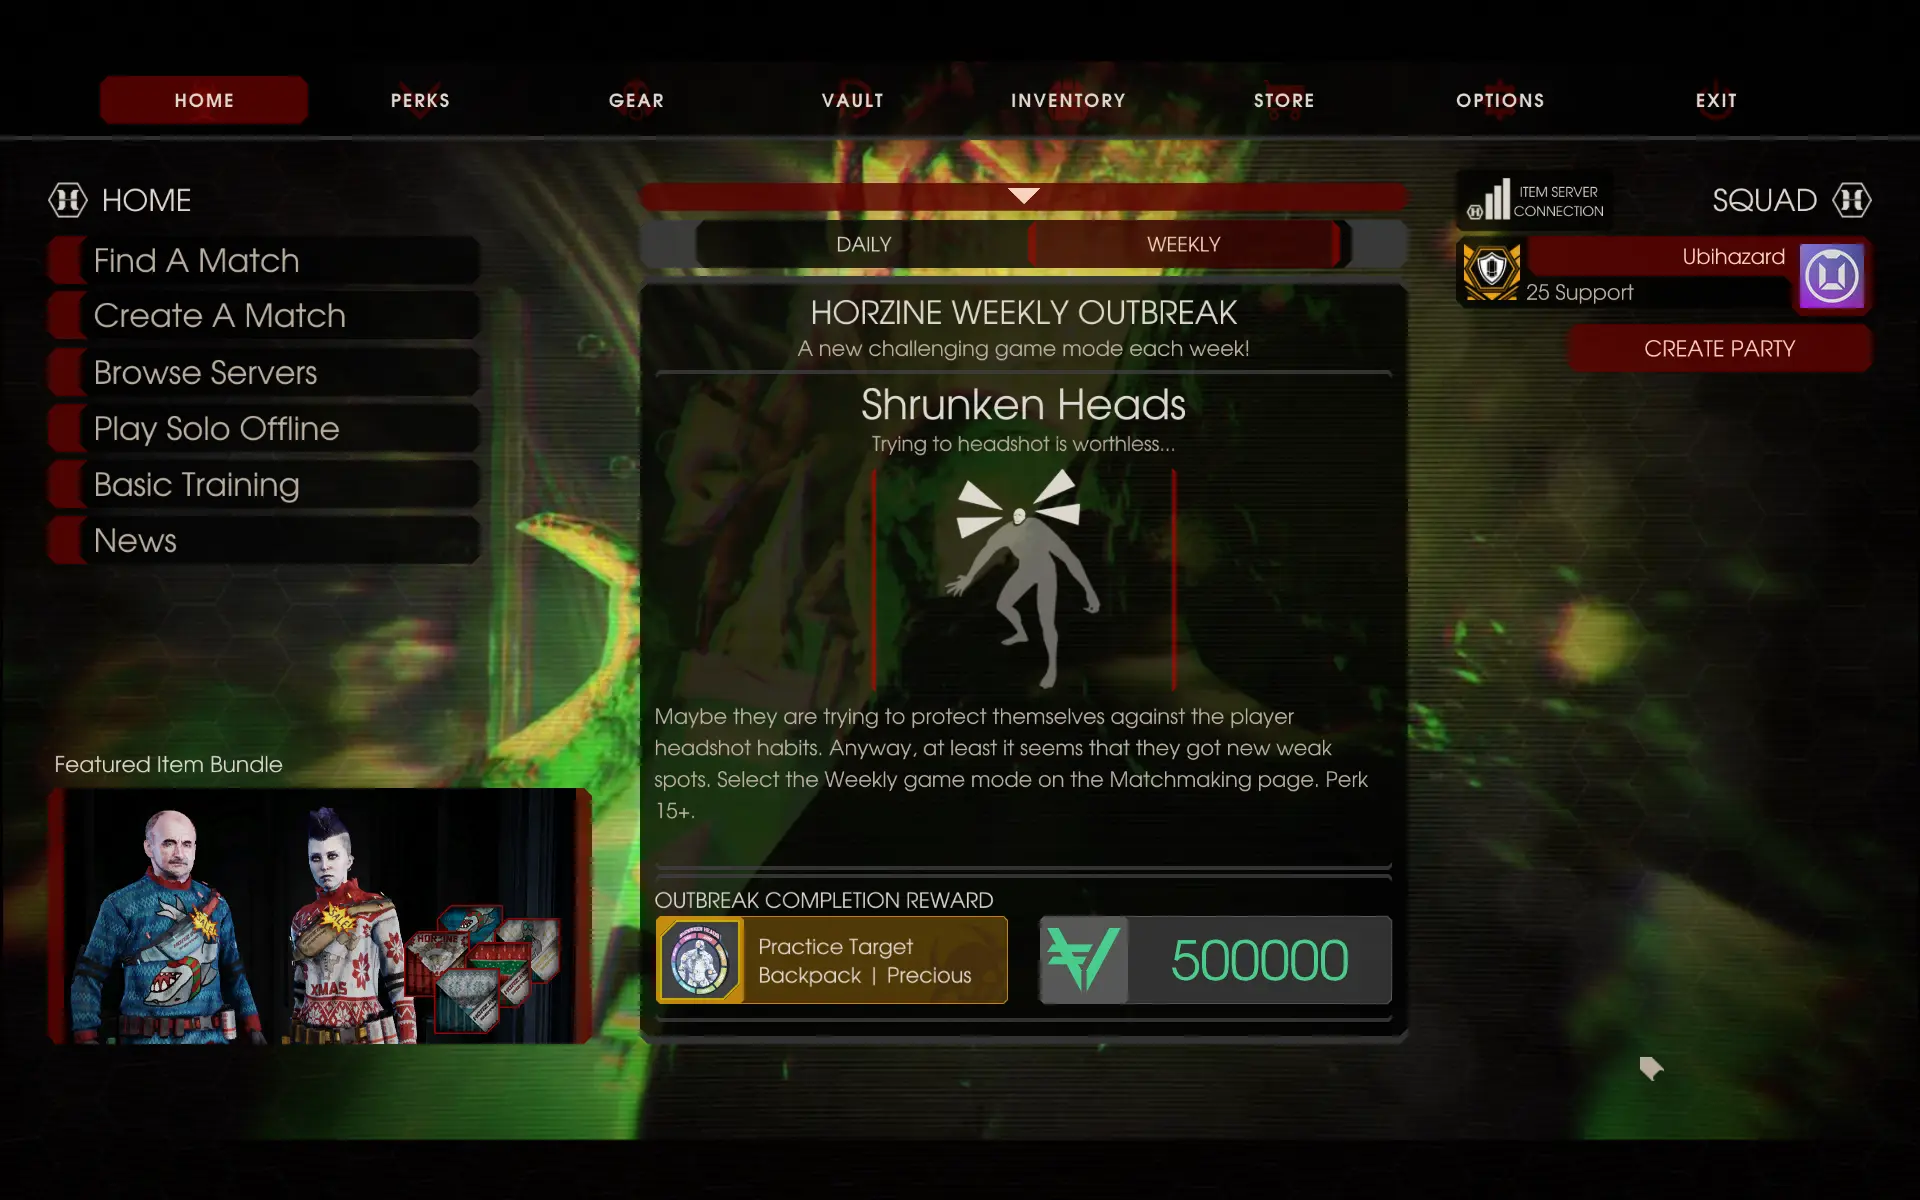 HOME
PERKS
GEAR
VAULT
INVENTORY
STORE
OPTIONS
EXIT
HOME
Find A Match
Create A Match
Browse Servers
Play Solo Offline
Basic Training
News
Featured Item Bundle
XMAS
DAILY
WEEKLY
HORZINE WEEKLY OUTBREAK
A new challenging game mode each week!
Shrunken Heads
Trying to headshot is worthless...
Maybe they are trying to protect themselves against the player
headshot habits. Anyway, at least it seems that they got new weak
spots. Select the Weekly game mode on the Matchmaking page. Perk
15+.
OUTBREAK COMPLETION REWARD
Practice Target
Backpack | Precious
500000
ITEM SERVER
CONNECTION
SQUAD
Ubihazard
25 Support
CREATE PARTY